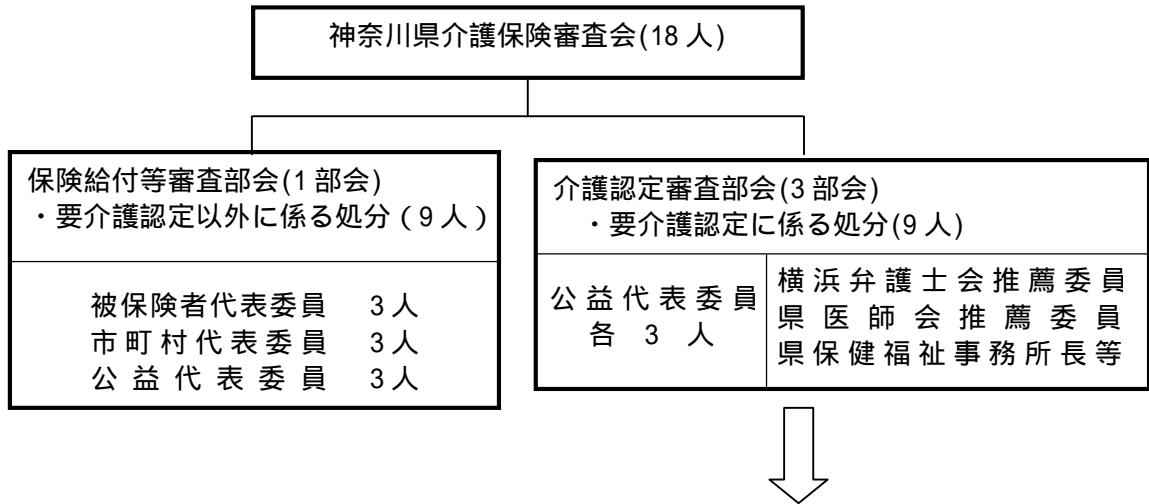 神奈川県介護保険審査会(18人)
保険給付等審査部会(1部会)
・要介護認定以外に係る処分(9人)
被保険者代表委員 3人
市町村代表委員 3人
公益代表委員 3人
介護認定審査部会(3部会)
・要介護認定に係る処分(9人)
公益代表委員
各3人
横浜弁護士会推薦委員
県医師会推薦委員
県保健福祉事務所長等